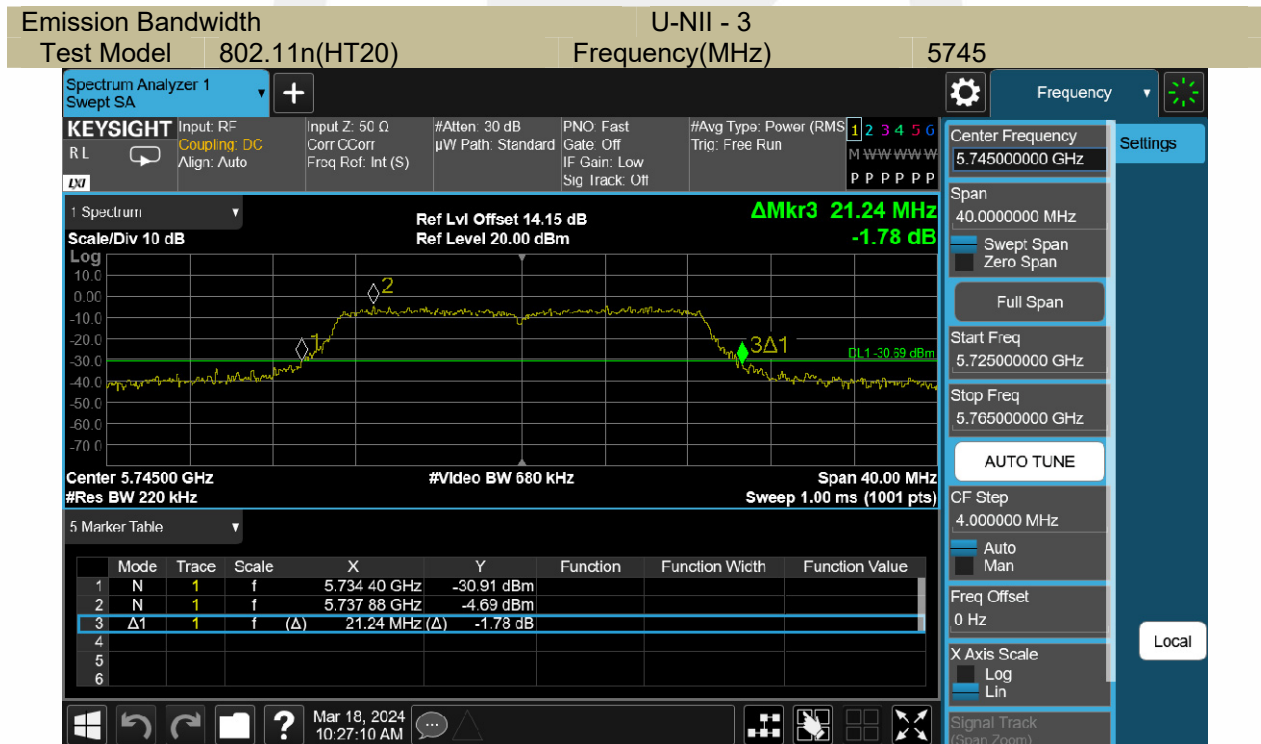 Emission Bandwidth U-NII - 3
Test Model 802.11n(HT20) Frequency(MHz) 5745
Spectrum Analyzer 1
Swept SA
+
Frequency
KEYSIGHT Input: RF Input Z: 50 Ω #Atten: 30 dB PNO: Fast #Avg Type: Power (RMS 1 2 3 4 5 6
R L Coupling: DC Corr CCorr µW Path: Standard Gate: Off Trig: Free Run
Align: Auto Freq Ref: Int (S) IF Gain: Low M W W W W W
LXI Sig Track: Off P P P P P P
Center Frequency
5.745000000 GHz
Settings
Span
40.0000000 MHz
Swept Span
Zero Span
Full Span
Start Freq
5.725000000 GHz
Stop Freq
5.765000000 GHz
AUTO TUNE
CF Step
4.000000 MHz
Auto
Man
Freq Offset
0 Hz
X Axis Scale
Log
Lin
Signal Track
(Span Zoom)
Local
1 Spectrum
Ref Lvl Offset 14.15 dB ΔMkr3 21.24 MHz
Scale/Div 10 dB Ref Level 20.00 dBm -1.78 dB
Log
10.0
0.00
-10.0
-20.0
-30.0
-40.0
-50.0
-60.0
-70.0
2
1
3Δ1
DL1 -30.69 dBm
Center 5.74500 GHz #Video BW 680 kHz Span 40.00 MHz
#Res BW 220 kHz Sweep 1.00 ms (1001 pts)
5 Marker Table
Mode Trace Scale X Y Function Function Width Function Value
1 N 1 f 5.734 40 GHz -30.91 dBm
2 N 1 f 5.737 88 GHz -4.69 dBm
3 Δ1 1 f (Δ) 21.24 MHz (Δ) -1.78 dB
4
5
6
? Mar 18, 2024
10:27:10 AM